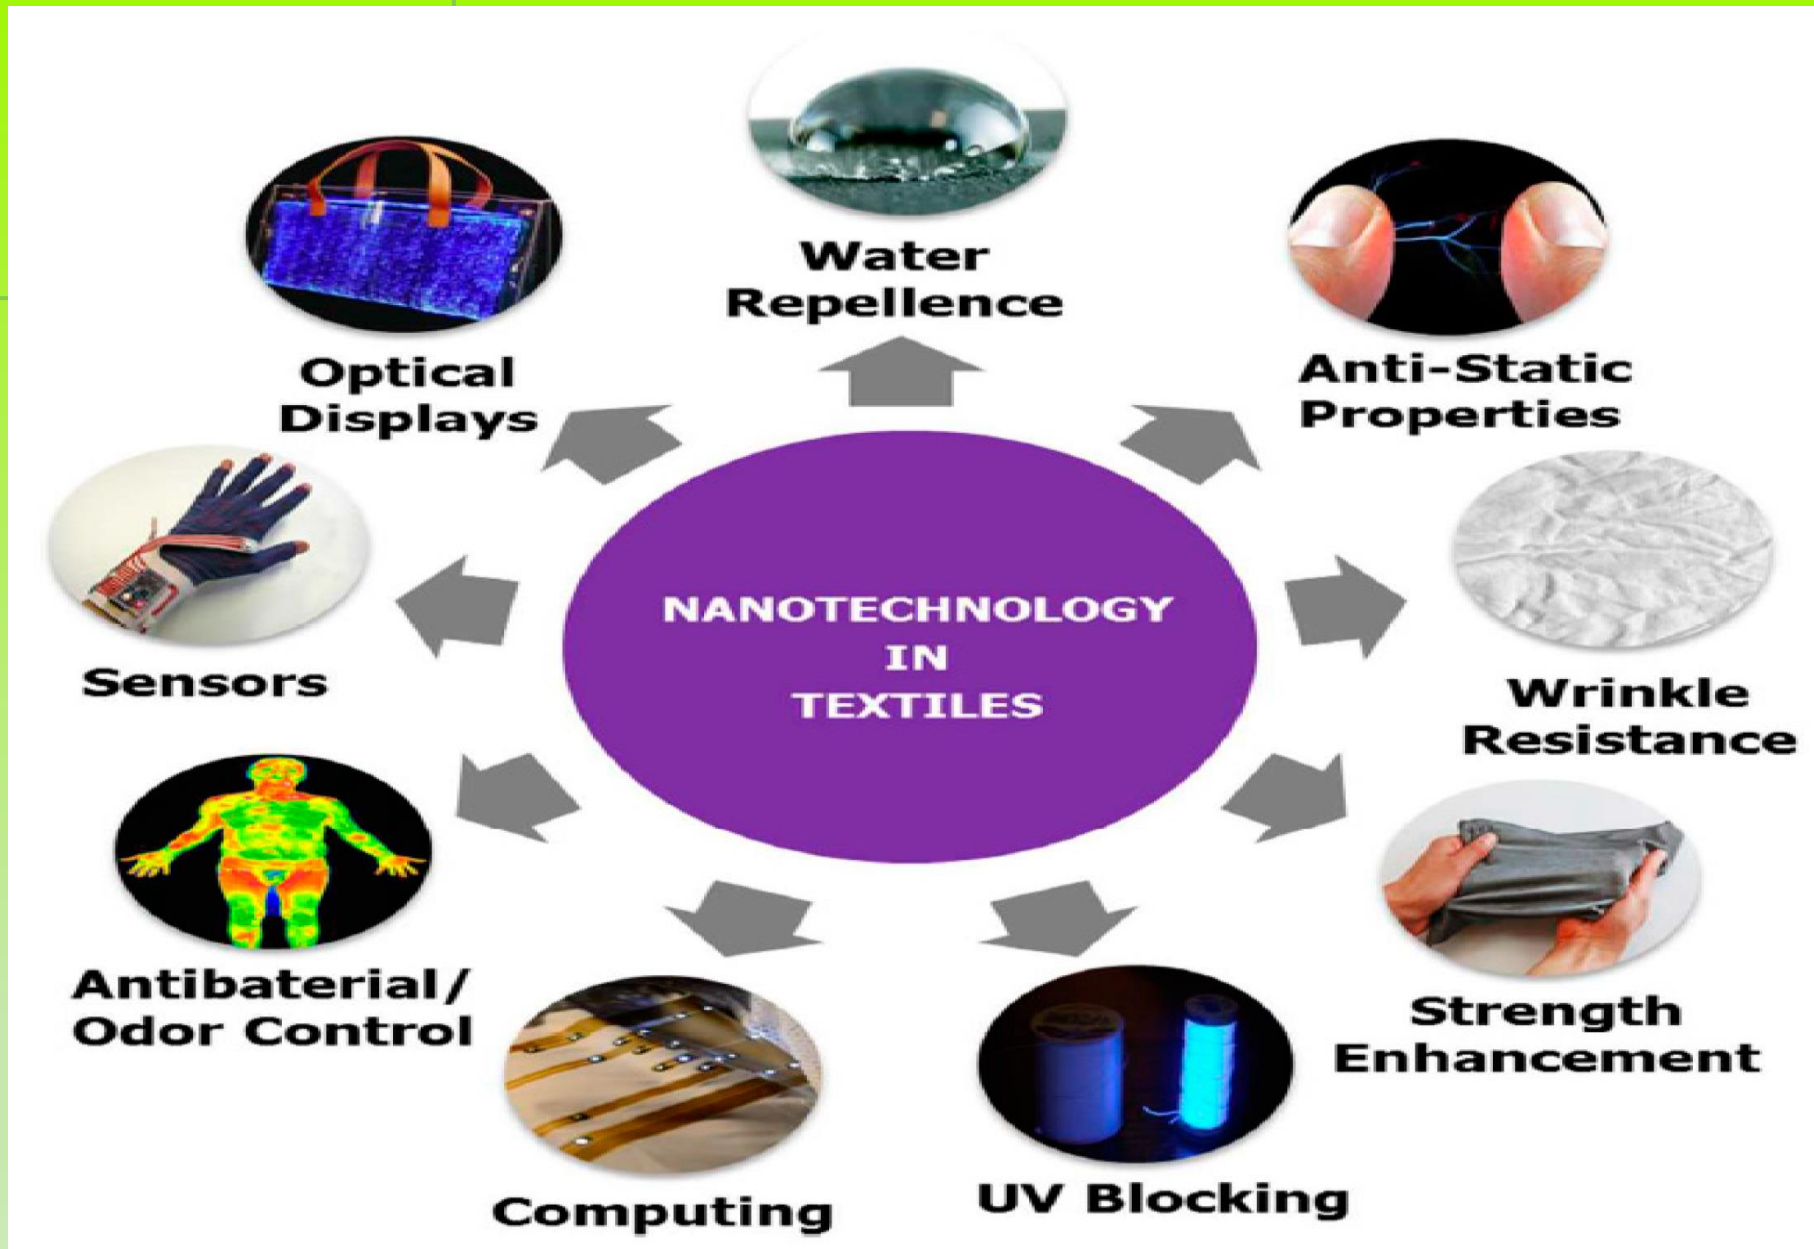 Water
Repellence
Optical
Displays
Anti-Static
Properties
Sensors
NANOTECHNOLOGY
IN
TEXTILES
Wrinkle
Resistance
Antibaterial/
Odor Control
Strength
Enhancement
Computing
UV Blocking